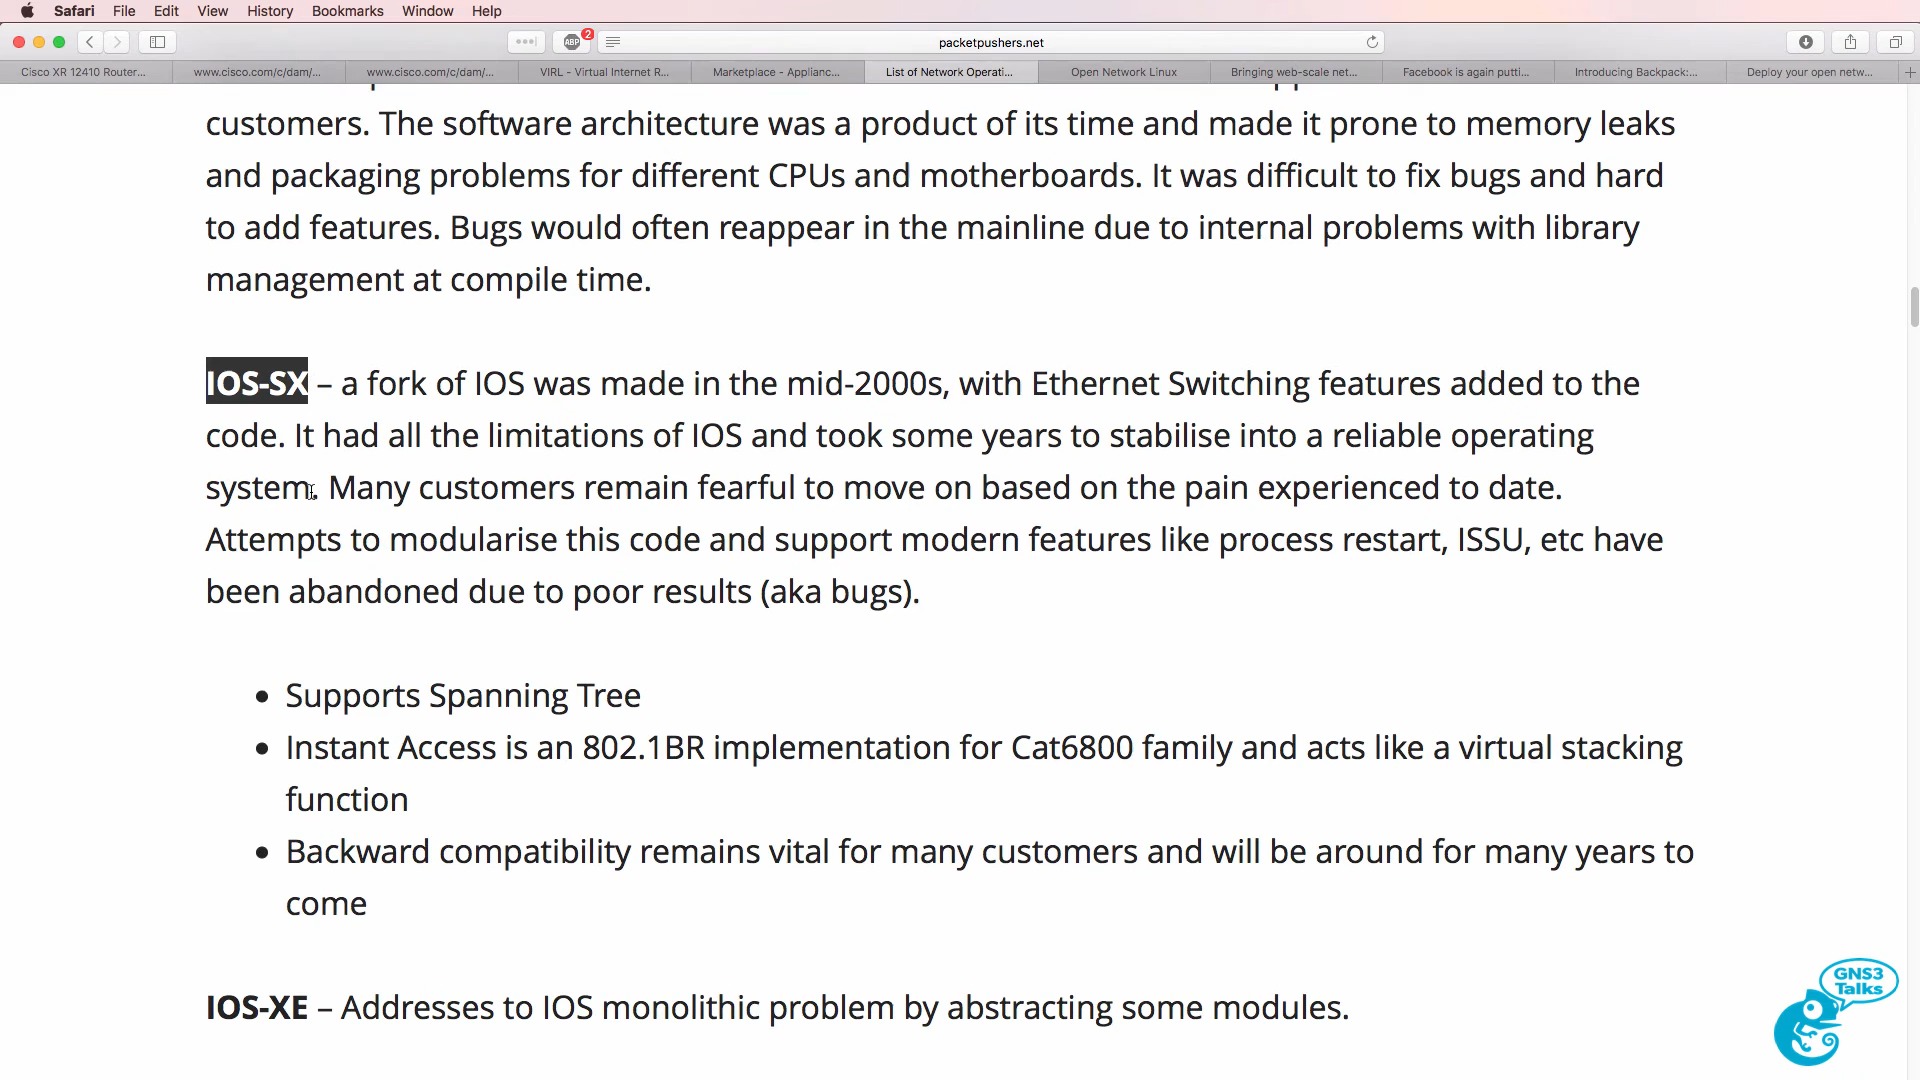 Safari File Edit View History Bookmarks Window Help
ABP 2 packetpushers.net
Cisco XR 12410 Router... www.cisco.com/c/dam/... www.cisco.com/c/dam/... VIRL - Virtual Internet R... Marketplace - Applianc... List of Network Operati... Open Network Linux Bringing web-scale net... Facebook is again putti... Introducing Backpack:... Deploy your open netw...
customers. The software architecture was a product of its time and made it prone to memory leaks
and packaging problems for different CPUs and motherboards. It was difficult to fix bugs and hard
to add features. Bugs would often reappear in the mainline due to internal problems with library
management at compile time.
IOS-SX – a fork of IOS was made in the mid-2000s, with Ethernet Switching features added to the
code. It had all the limitations of IOS and took some years to stabilise into a reliable operating
system. Many customers remain fearful to move on based on the pain experienced to date.
Attempts to modularise this code and support modern features like process restart, ISSU, etc have
been abandoned due to poor results (aka bugs).
• Supports Spanning Tree
• Instant Access is an 802.1BR implementation for Cat6800 family and acts like a virtual stacking
function
• Backward compatibility remains vital for many customers and will be around for many years to
come
IOS-XE – Addresses to IOS monolithic problem by abstracting some modules.
GNS3
Talks